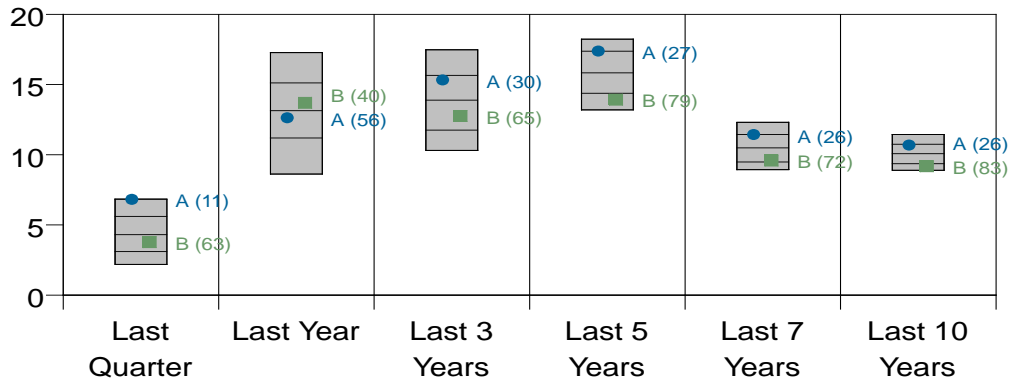 20
15
10
5
0
A (11)
B (63)
B (40)
A (56)
A (30)
B (65)
A (27)
B (79)
A (26)
B (72)
A (26)
B (83)
Last
Quarter
Last Year
Last 3
Years
Last 5
Years
Last 7
Years
Last 10
Years